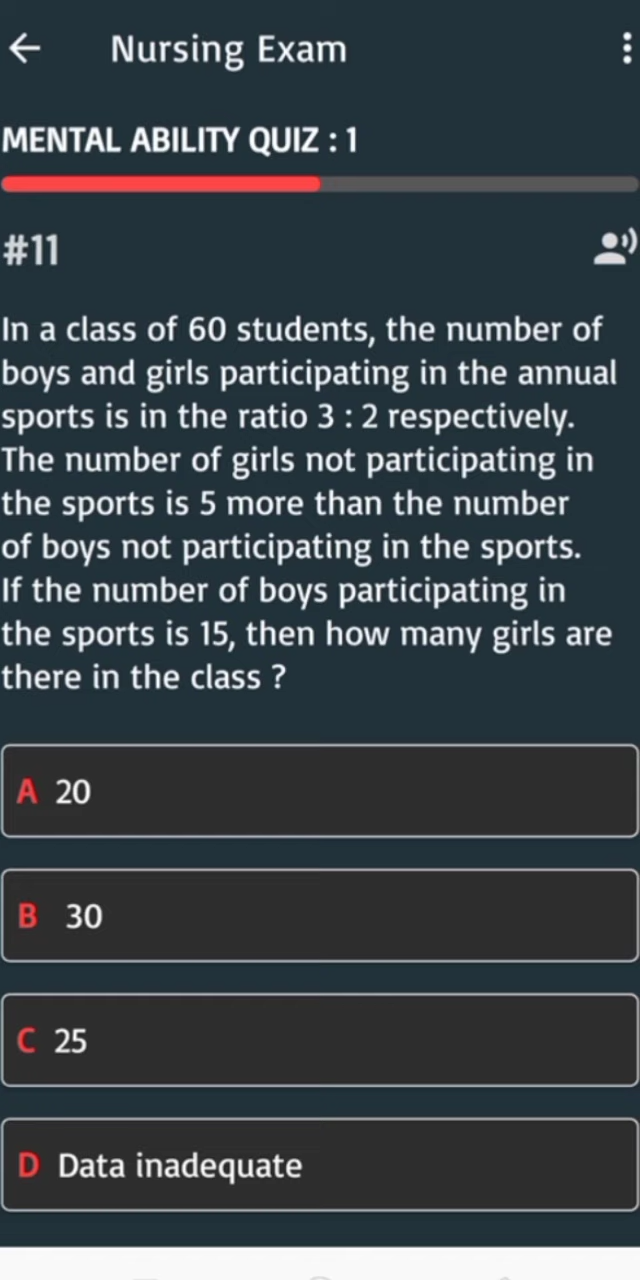 Nursing Exam
MENTAL ABILITY QUIZ : 1
#11
In a class of 60 students, the number of
boys and girls participating in the annual
sports is in the ratio 3 : 2 respectively.
The number of girls not participating in
the sports is 5 more than the number
of boys not participating in the sports.
If the number of boys participating in
the sports is 15, then how many girls are
there in the class ?
A 20
B 30
C 25
D Data inadequate